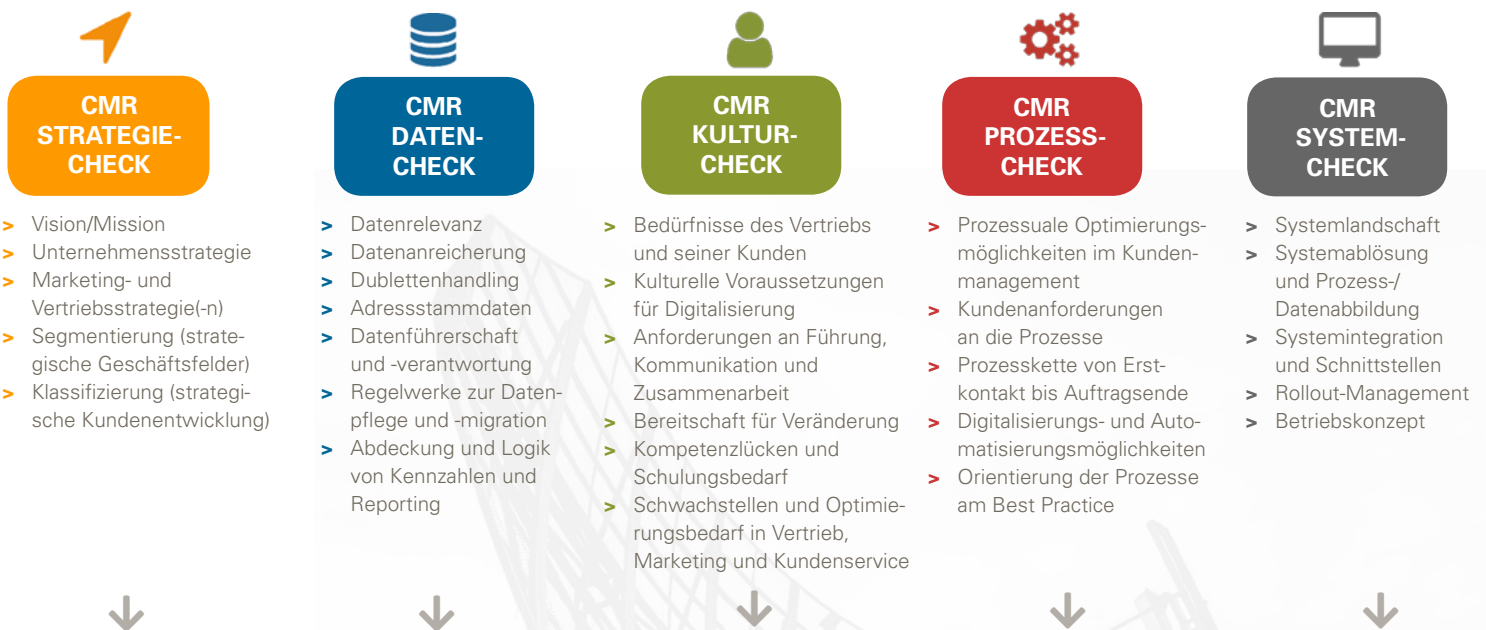 CMR
STRATEGIE-
CHECK
> Vision/Mission
> Unternehmensstrategie
> Marketing- und
Vertriebsstrategie(-n)
> Segmentierung (strate-
gische Geschäftsfelder)
> Klassifizierung (strategi-
sche Kundenentwicklung)
CMR
DATEN-
CHECK
> Datenrelevanz
> Datenanreicherung
> Dublettenhandling
> Adressstammdaten
> Datenführerschaft
und -verantwortung
> Regelwerke zur Daten-
pflege und -migration
> Abdeckung und Logik
von Kennzahlen und
Reporting
CMR
KULTUR-
CHECK
> Bedürfnisse des Vertriebs
und seiner Kunden
> Kulturelle Voraussetzungen
für Digitalisierung
> Anforderungen an Führung,
Kommunikation und
Zusammenarbeit
> Bereitschaft für Veränderung
> Kompetenzlücken und
Schulungsbedarf
> Schwachstellen und Optimie-
rungsbedarf in Vertrieb,
Marketing und Kundenservice
CMR
PROZESS-
CHECK
> Prozessuale Optimierungs-
möglichkeiten im Kunden-
management
> Kundenanforderungen
an die Prozesse
> Prozesskette von Erst-
kontakt bis Auftragsende
> Digitalisierungs- und Auto-
matisierungsmöglichkeiten
> Orientierung der Prozesse
am Best Practice
CMR
SYSTEM-
CHECK
> Systemlandschaft
> Systemablösung
und Prozess-/
Datenabbildung
> Systemintegration
und Schnittstellen
> Rollout-Management
> Betriebskonzept